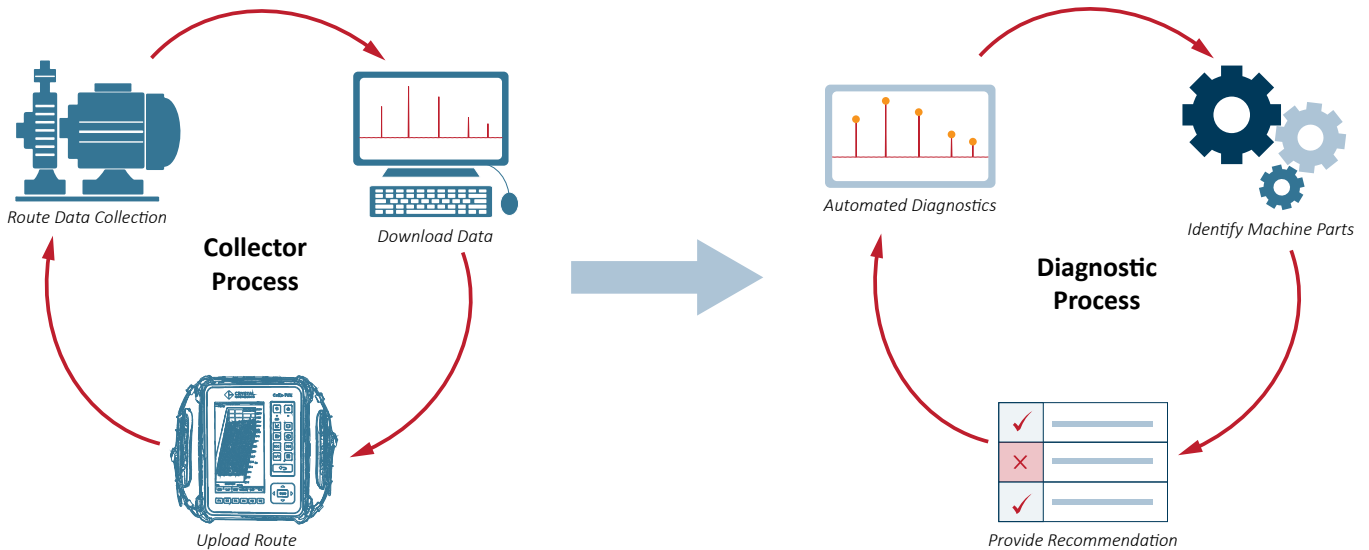 Route Data Collection
Download Data
Collector
Process
Upload Route
Automated Diagnostics
Identify Machine Parts
Diagnostic
Process
Provide Recommendation